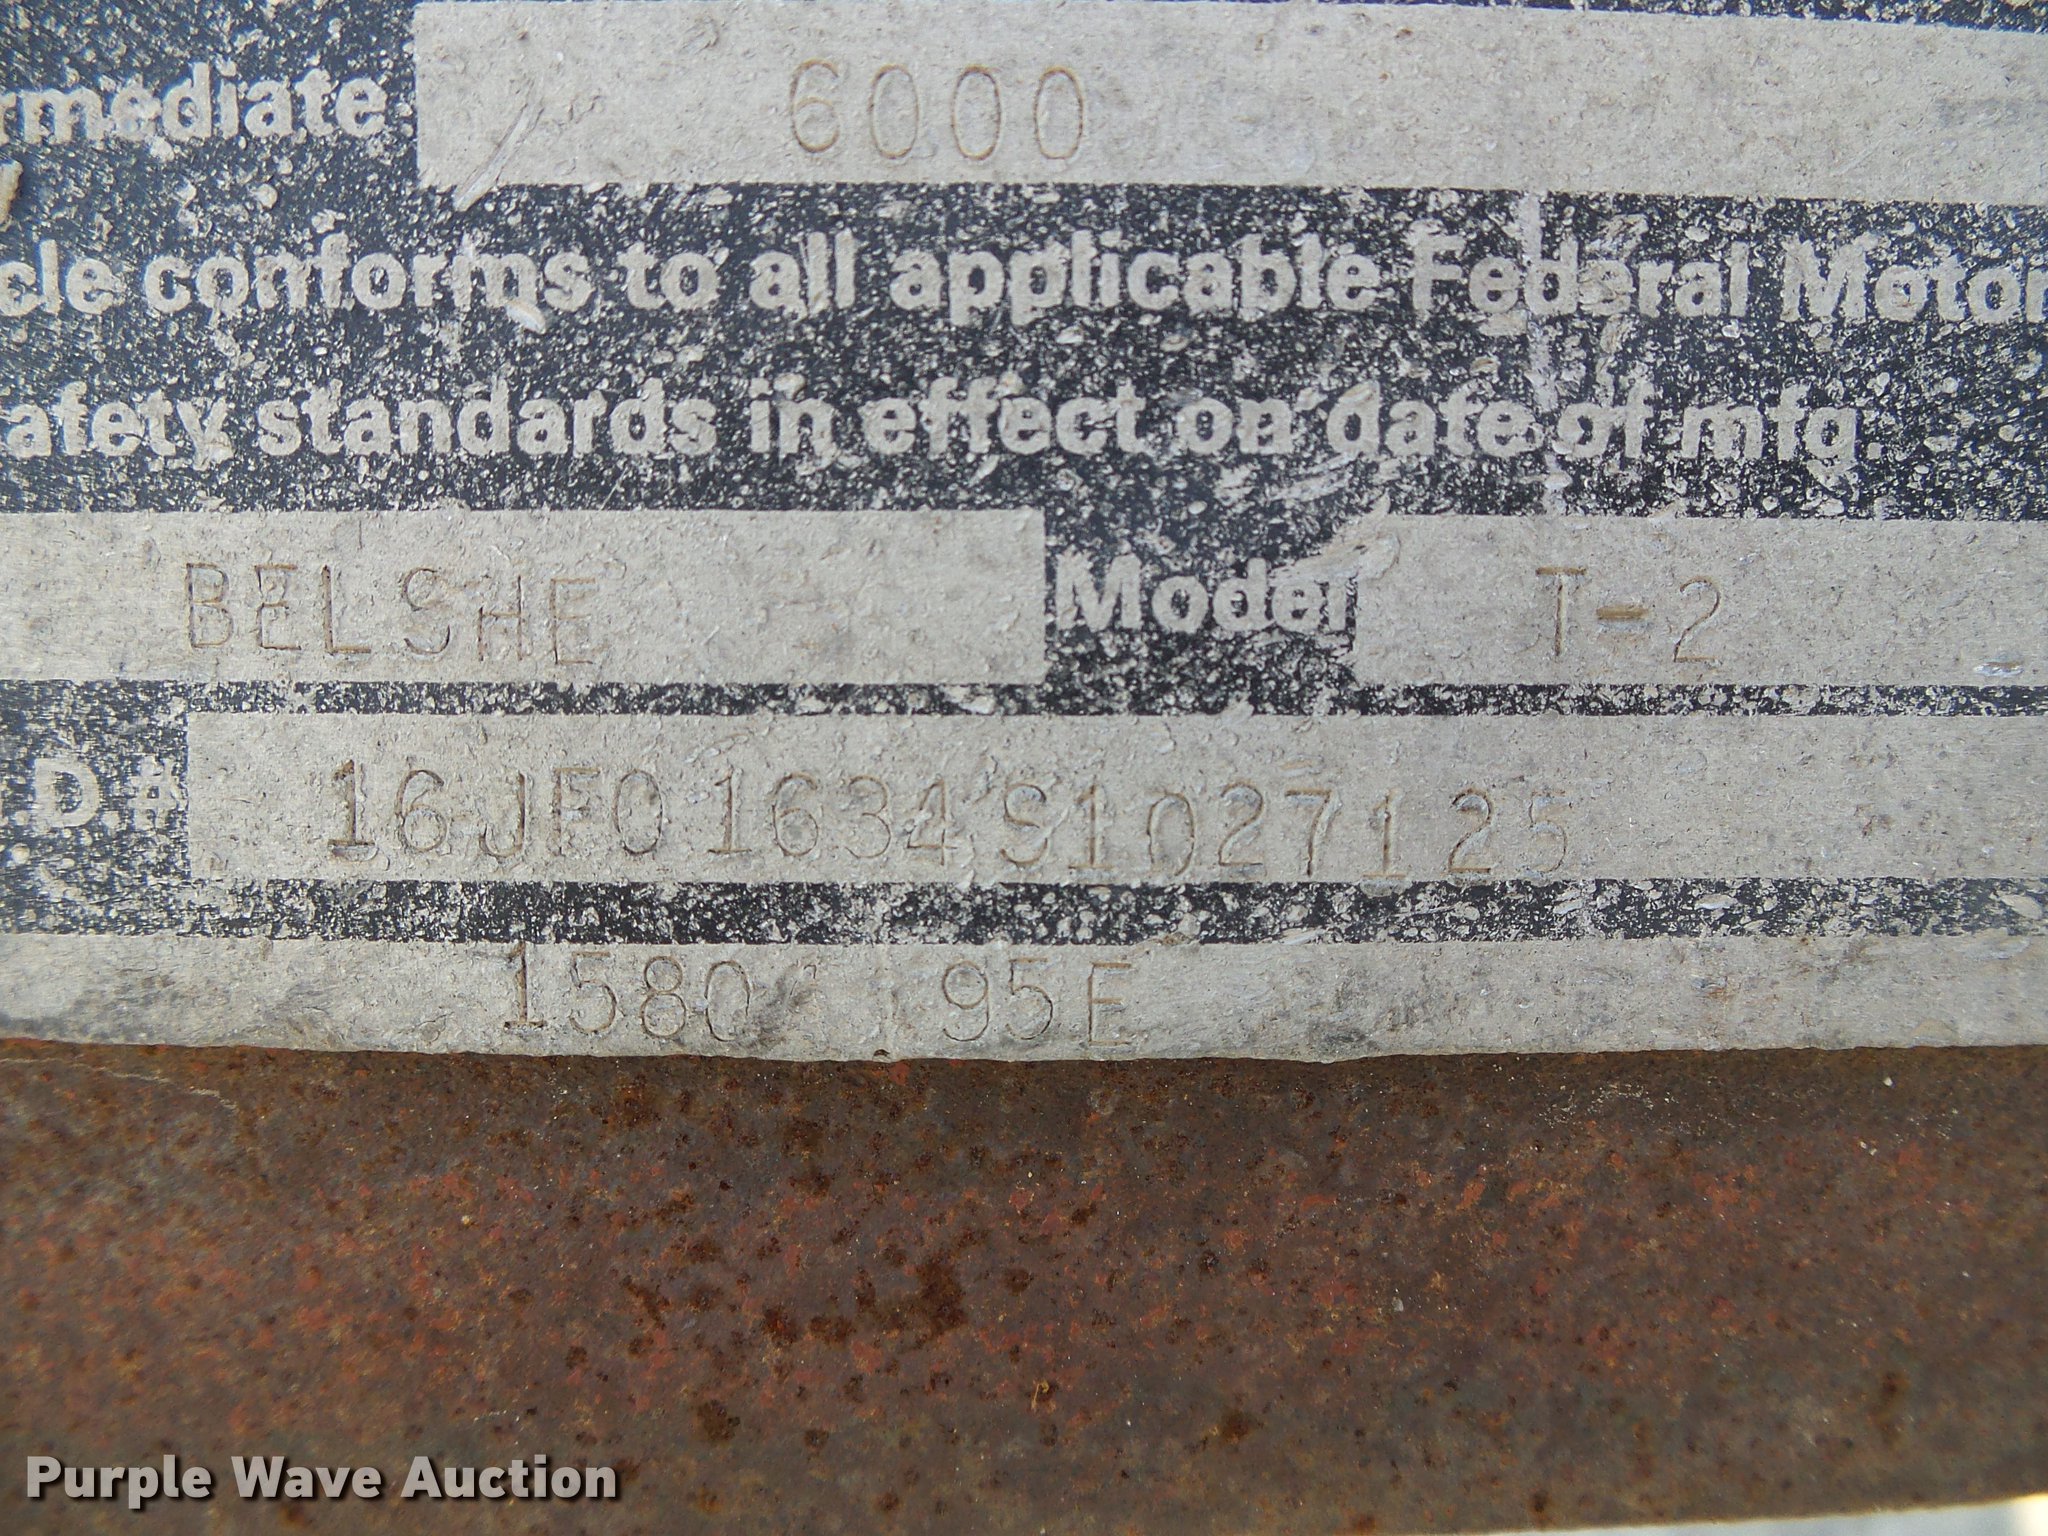 rmediate 6000
cle conforms to all applicable Federal Motor
afety standards in effect on date of mfg.
BELSHE Model T-2
.D.# 16JF01634S1027125
1580 95E
Purple Wave Auction